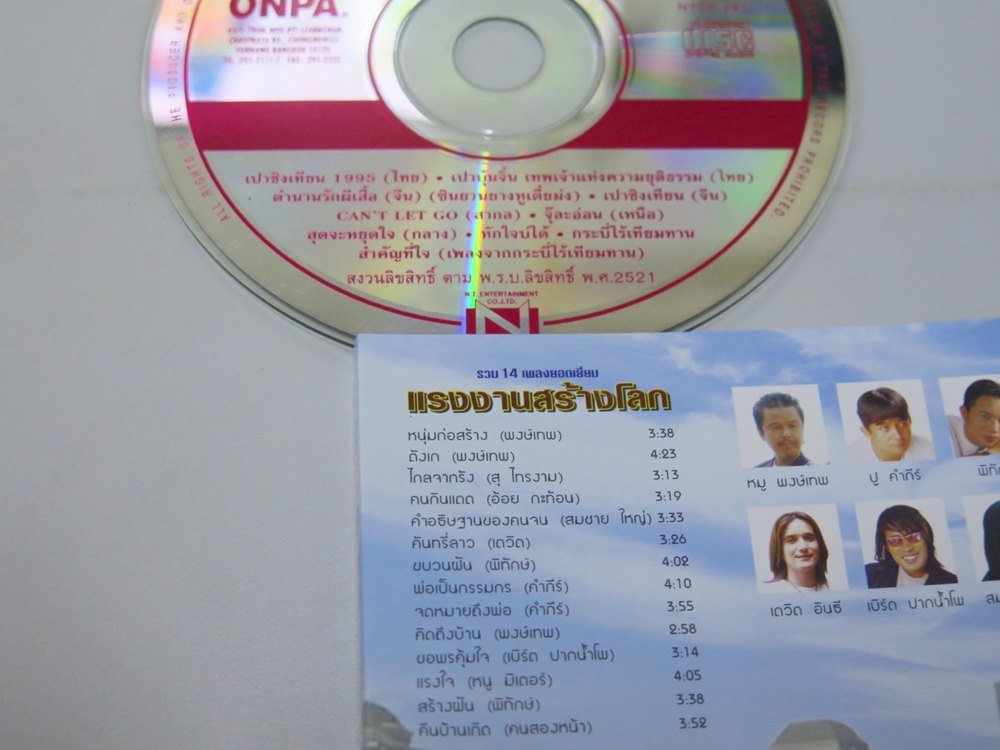 ONPA.
DIGITAL AUDIO
ALL RIGHTS OF THE PRODUCER AND
RECORD PROHIBITED.
เปาชิงเทียน 1995 (ไทย) • เปาบุ้นจิ้น เทพเจ้าแห่งความยุติธรรม (ไทย)
ตำนานรักผีเสื้อ (จีน) (ซินยวนยางหูเตี๋ยม่ง) • เปาชิงเทียน (จีน)
CAN'T LET GO (สากล) • จุ๊ละอ่อน (เหนือ)
สุดจะหยุดใจ (กลาง) • หักใจบ่ได้ • กระบี่ไร้เทียมทาน
สำคัญที่ใจ (เพลงจากกระบี่ไร้เทียมทาน)
สงวนลิขสิทธิ์ ตาม พ.ร.บ.ลิขสิทธิ์ พ.ศ.2521
N.T. ENTERTAINMENT
CO.,LTD.
N
รวม 14 เพลงยอดเยี่ยม
แรงงานสร้างโลก
หนุ่มก่อสร้าง (พงษ์เทพ) 3:38
ตังเก (พงษ์เทพ) 4:23
ไกลจากริง (สุ ไทรงาม) 3:13
คนกินแดด (อ้อย กะท้อน) 3:19
คำอธิษฐานของคนจน (สมชาย ใหญ่) 3:33
คันทรี่ลาว (เดวิด) 3:26
ขบวนฟัน (พิทักษ์) 4:02
พ่อเป็นกรรมกร (คำภีร์) 4:10
จดหมายถึงพ่อ (คำภีร์) 3:55
คิดถึงบ้าน (พงษ์เทพ) 2:58
ขอพรคุ้มใจ (เบิร์ด ปากน้ำโพ) 3:14
แรงใจ (หนู มิเตอร์) 4:05
สร้างฝัน (พิทักษ์) 3:38
คืนบ้านเกิด (คนสองหน้า) 3:52
หมู พงษ์เทพ
ปู คำภีร์
เดวิด อินธี
เบิร์ด ปากน้ำโพ